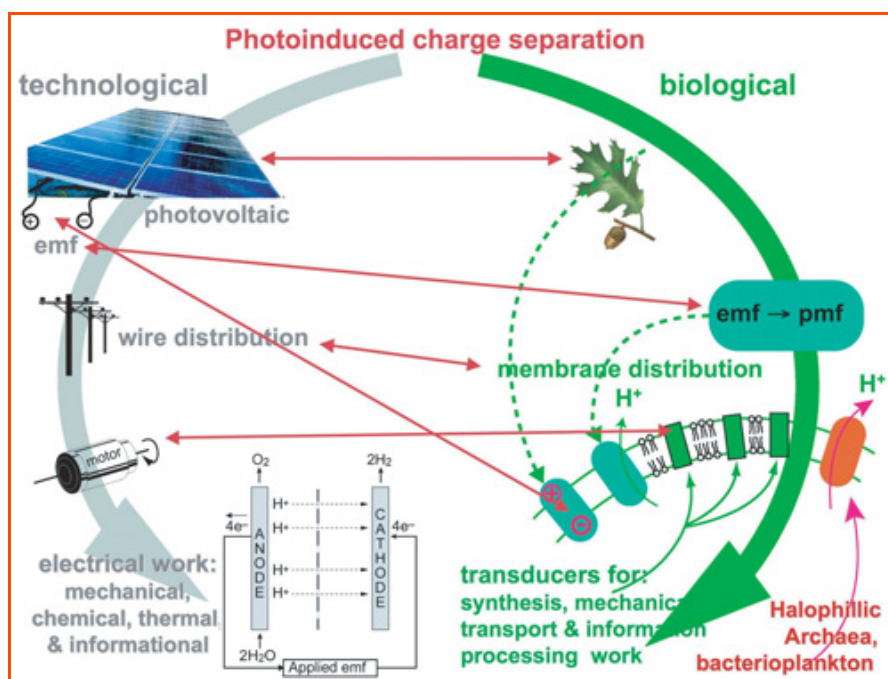 Photoinduced charge separation
technological
biological
photovoltaic
+
−
emf
emf → pmf
wire distribution
membrane distribution
H⁺
H⁺
motor
O₂
2H₂
H⁺
4e⁻
H⁺
4e⁻
ANODE
CATHODE
H⁺
H⁺
2H₂O
Applied emf
+
−
electrical work:
mechanical,
chemical, thermal,
& informational
transducers for:
synthesis, mechanica
transport & information
processing work
Halophillic
Archaea,
bacterioplankton